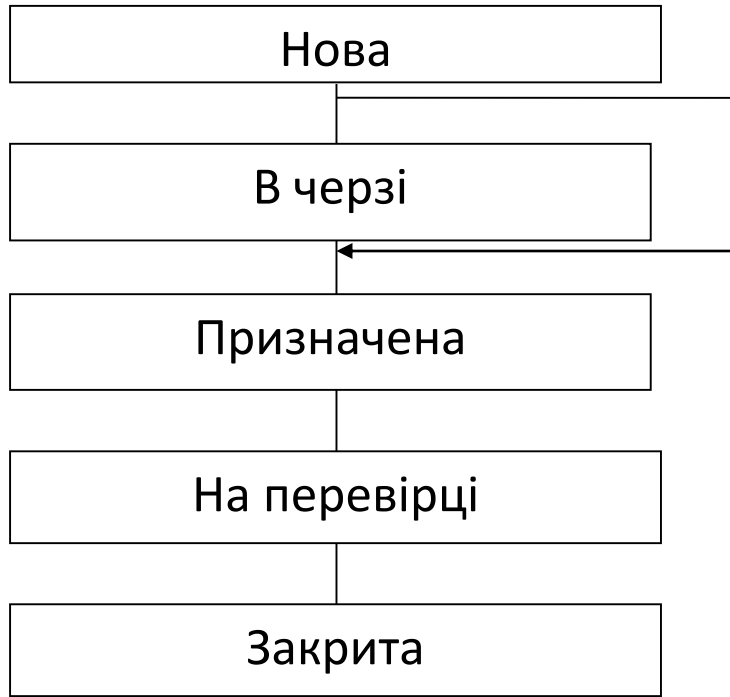 Нова
В черзі
Призначена
На перевірці
Закрита